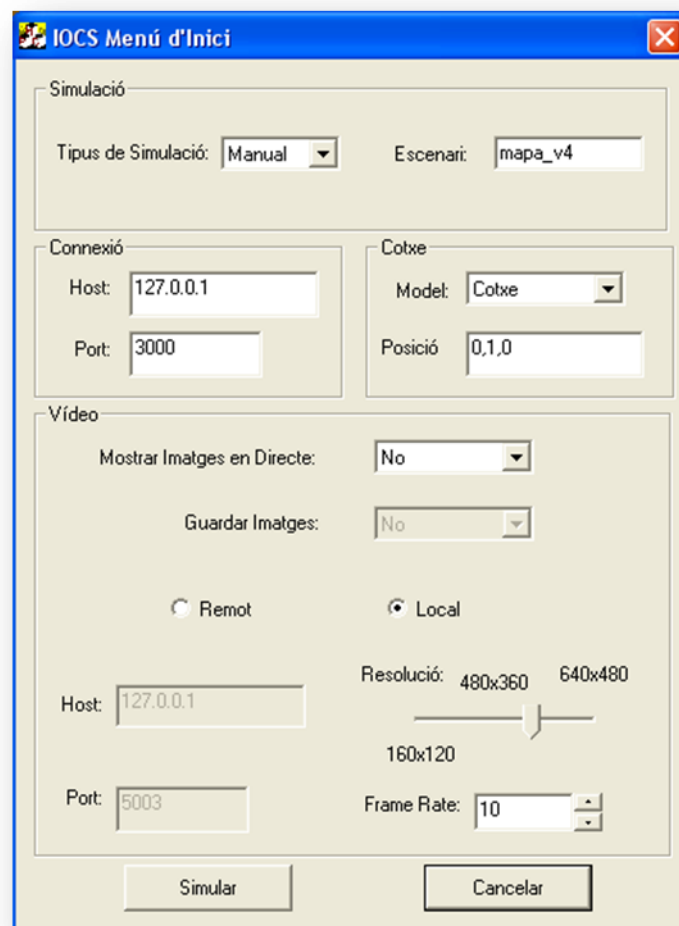 IOCS Menú d'Inici
Simulació
Tipus de Simulació: Manual Escenari: mapa_v4
Connexió
Host: 127.0.0.1
Port: 3000
Cotxe
Model: Cotxe
Posició 0,1,0
Vídeo
Mostrar Imatges en Directe: No
Guardar Imatges: No
Remot Local
Host: 127.0.0.1
Port: 5003
Resolució: 480x360 640x480
160x120
Frame Rate: 10
Simular Cancelar